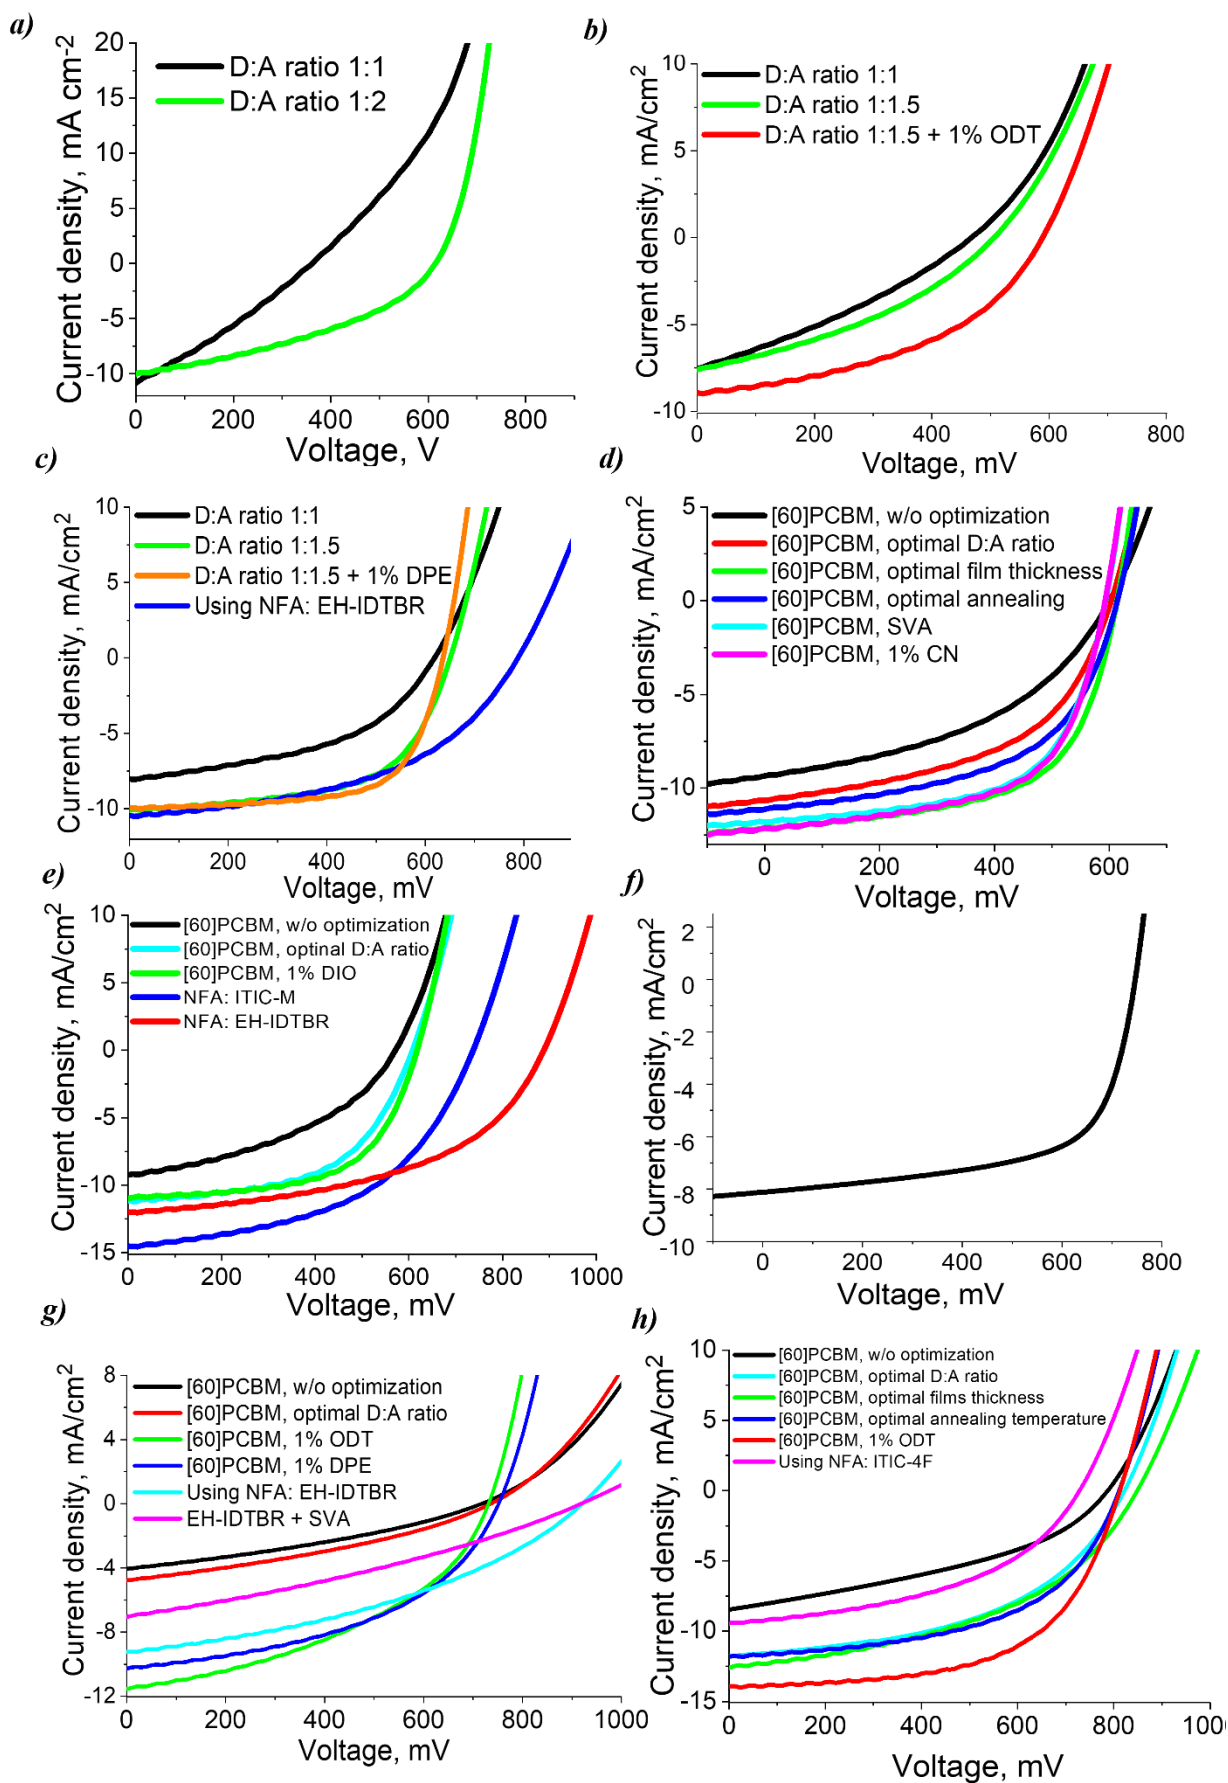 a)
Current density, mA cm-2
20
15
10
5
0
-5
-10
D:A ratio 1:1
D:A ratio 1:2
0 200 400 600 800
Voltage, V
b)
Current density, mA/cm2
10
5
0
-5
-10
D:A ratio 1:1
D:A ratio 1:1.5
D:A ratio 1:1.5 + 1% ODT
0 200 400 600 800
Voltage, mV
c)
Current density, mA/cm2
10
5
0
-5
-10
D:A ratio 1:1
D:A ratio 1:1.5
D:A ratio 1:1.5 + 1% DPE
Using NFA: EH-IDTBR
0 200 400 600 800
Voltage, mV
d)
Current density, mA/cm2
5
0
-5
-10
[60]PCBM, w/o optimization
[60]PCBM, optimal D:A ratio
[60]PCBM, optimal film thickness
[60]PCBM, optimal annealing
[60]PCBM, SVA
[60]PCBM, 1% CN
0 200 400 600
Voltage, mV
e)
Current density, mA/cm2
10
5
0
-5
-10
-15
[60]PCBM, w/o optimization
[60]PCBM, optinal D:A ratio
[60]PCBM, 1% DIO
NFA: ITIC-M
NFA: EH-IDTBR
0 200 400 600 800 1000
Voltage, mV
f)
Current density, mA/cm2
2
0
-2
-4
-6
-8
-10
0 200 400 600 800
Voltage, mV
g)
Current density, mA/cm2
8
4
0
-4
-8
-12
[60]PCBM, w/o optimization
[60]PCBM, optimal D:A ratio
[60]PCBM, 1% ODT
[60]PCBM, 1% DPE
Using NFA: EH-IDTBR
EH-IDTBR + SVA
0 200 400 600 800 1000
Voltage, mV
h)
Current density, mA/cm2
10
5
0
-5
-10
-15
[60]PCBM, w/o optimization
[60]PCBM, optimal D:A ratio
[60]PCBM, optimal films thickness
[60]PCBM, optimal annealing temperature
[60]PCBM, 1% ODT
Using NFA: ITIC-4F
0 200 400 600 800 1000
Voltage, mV